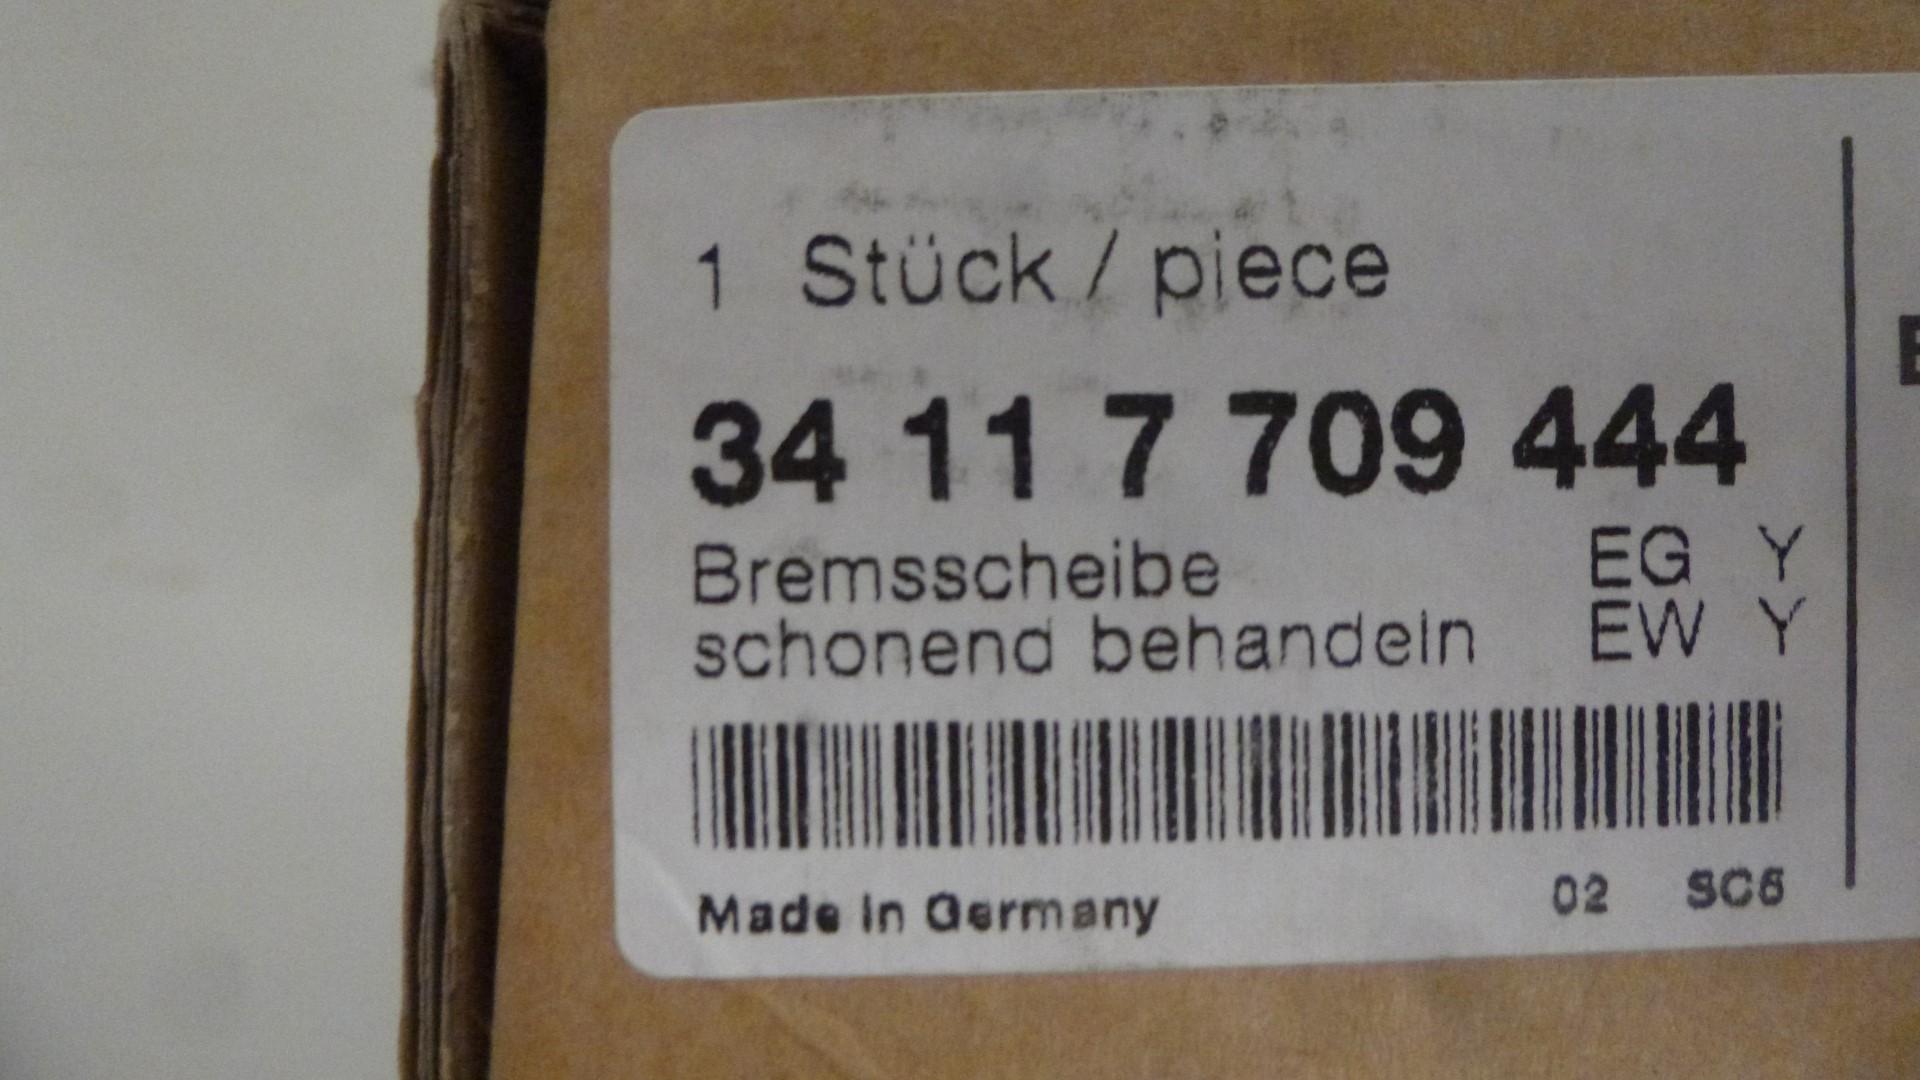 1 Stück / piece
34 11 7 709 444
Bremsscheibe EG Y
schonend behandeln EW Y
Made in Germany 02 SC6